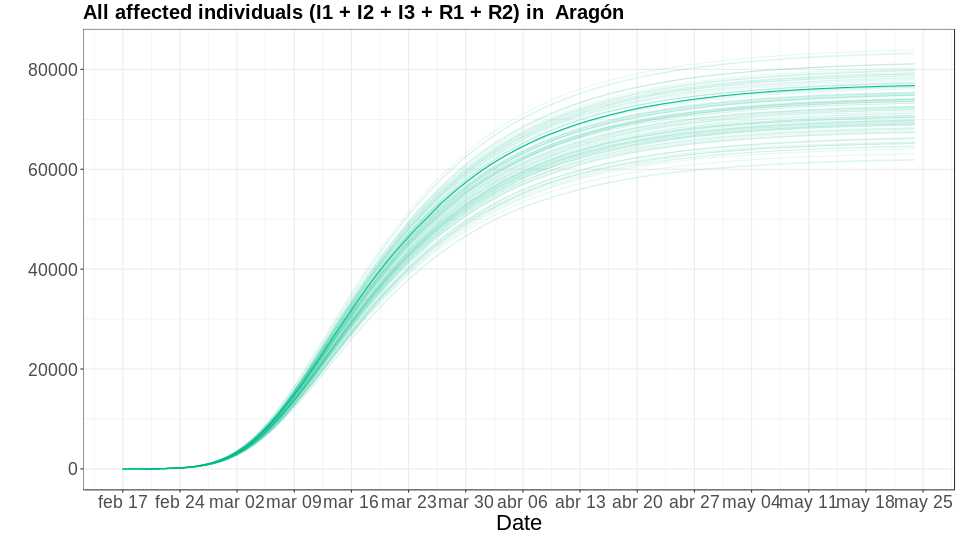 All affected individuals (I1 + I2 + I3 + R1 + R2) in  Aragón
80000
60000
40000
20000
0
feb 17 feb 24 mar 02 mar 09 mar 16 mar 23 mar 30 abr 06 abr 13 abr 20 abr 27 may 04 may 11 may 18 may 25
Date